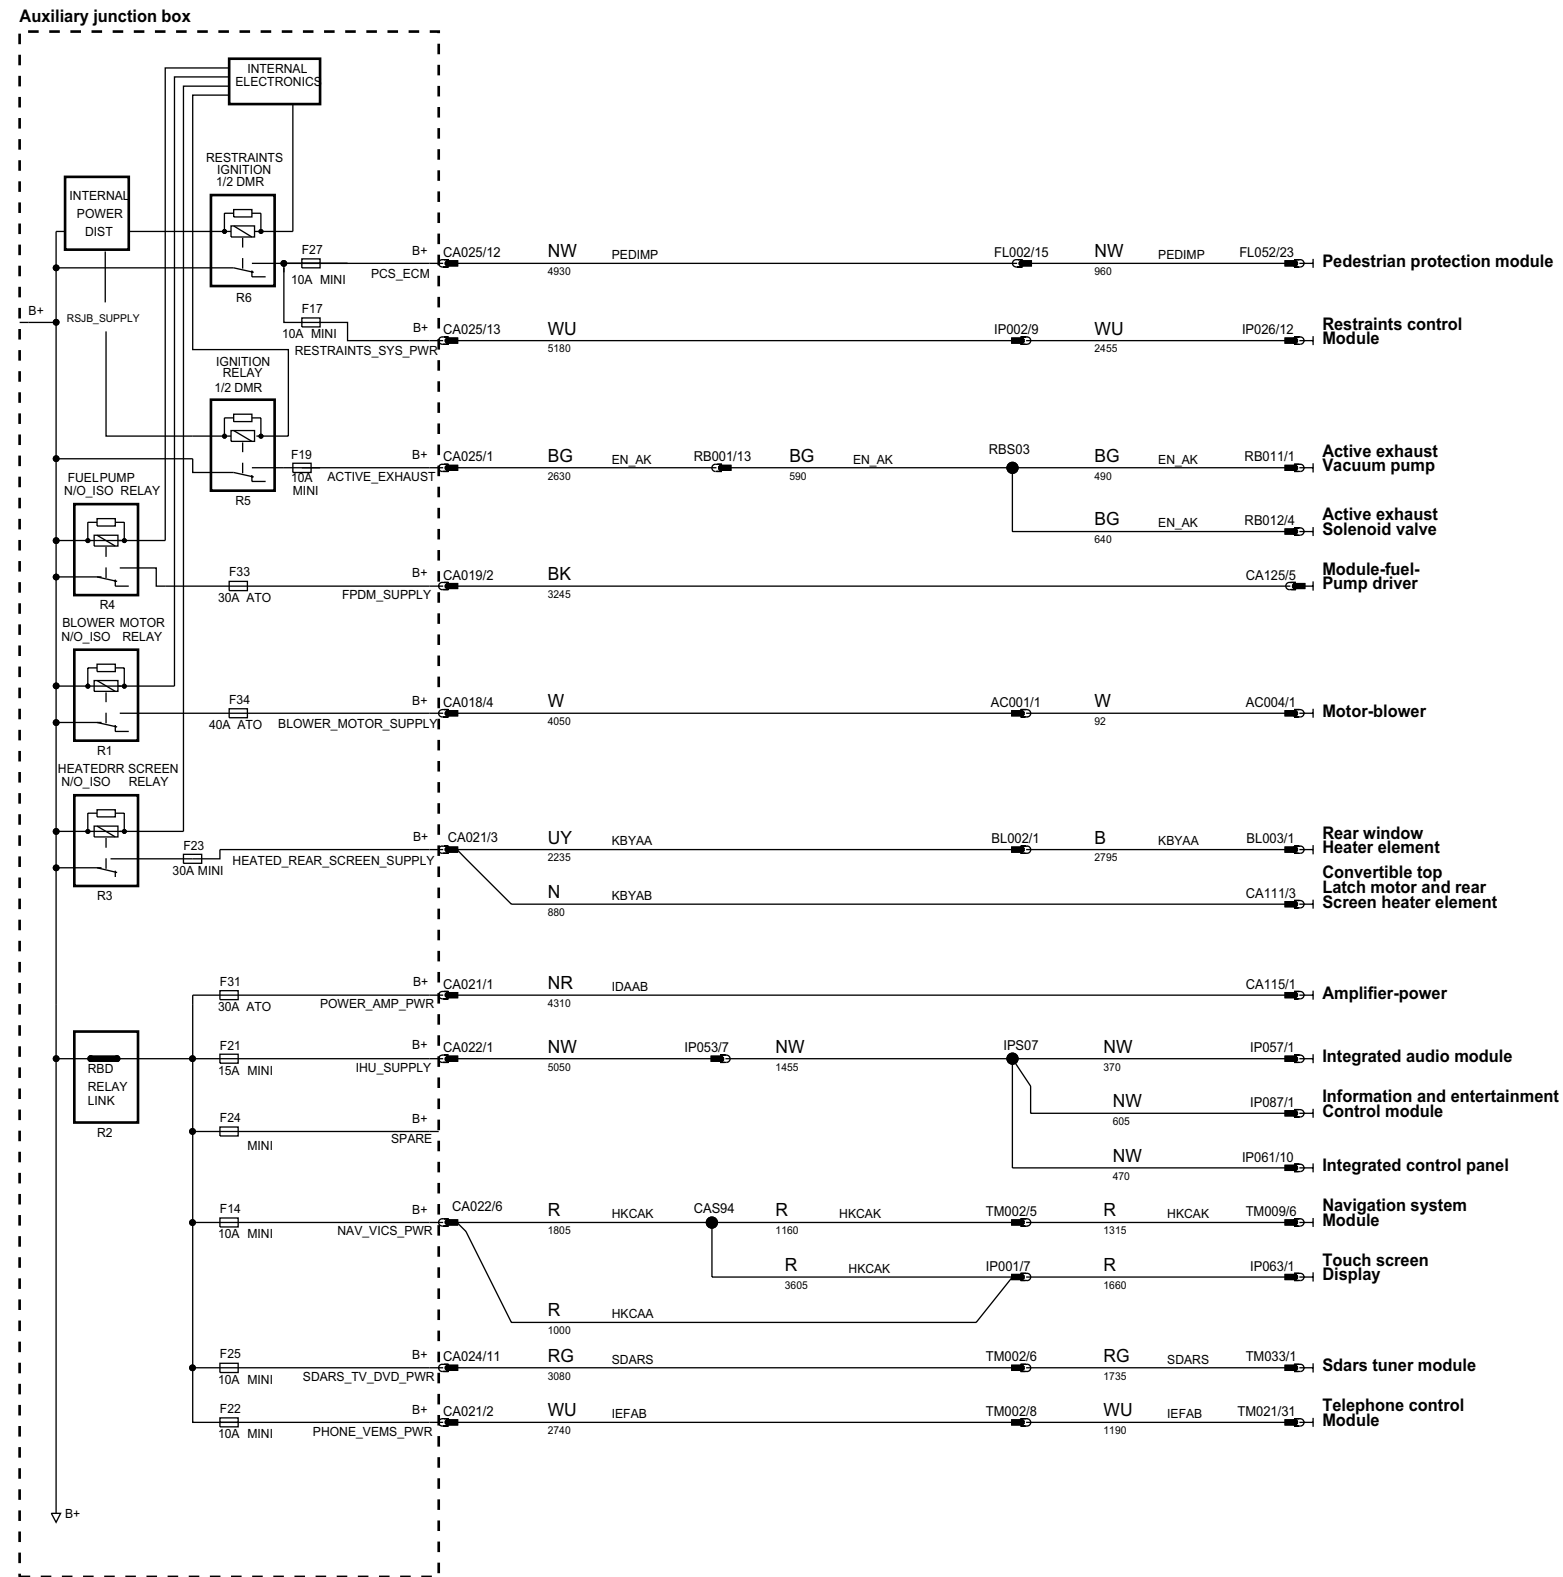 Auxiliary junction box
INTERNAL
ELECTRONICS
RESTRAINTS
IGNITION
1/2 DMR
INTERNAL
POWER
DIST
R6
F27
10A MINI
B+
PCS_ECM
CA025/12
NW
4930
PEDIMP
FL002/15
NW
960
PEDIMP
FL052/23
Pedestrian protection module
B+
RSJB_SUPPLY
F17
10A MINI
B+
RESTRAINTS_SYS_PWR
CA025/13
WU
5180
IP002/9
WU
2455
IP026/12
Restraints control
Module
IGNITION
RELAY
1/2 DMR
R5
F19
10A
MINI
B+
ACTIVE_EXHAUST
CA025/1
BG
2630
EN_AK
RB001/13
BG
590
EN_AK
RBS03
BG
490
EN_AK
RB011/1
Active exhaust
Vacuum pump
BG
640
EN_AK
RB012/4
Active exhaust
Solenoid valve
FUELPUMP
N/O_ISO RELAY
R4
F33
30A ATO
B+
FPDM_SUPPLY
CA019/2
BK
3245
CA125/5
Module-fuel-
Pump driver
BLOWER MOTOR
N/O_ISO RELAY
R1
F34
40A ATO
B+
BLOWER_MOTOR_SUPPLY
CA018/4
W
4050
AC001/1
W
92
AC004/1
Motor-blower
HEATEDRR SCREEN
N/O_ISO RELAY
R3
F23
30A MINI
B+
HEATED_REAR_SCREEN_SUPPLY
CA021/3
UY
2235
KBYAA
BL002/1
B
2795
KBYAA
BL003/1
Rear window
Heater element
N
880
KBYAB
CA111/3
Convertible top
Latch motor and rear
Screen heater element
F31
30A ATO
B+
POWER_AMP_PWR
CA021/1
NR
4310
IDAAB
CA115/1
Amplifier-power
RBD
RELAY
LINK
R2
F21
15A MINI
B+
IHU_SUPPLY
CA022/1
NW
5050
IP053/7
NW
1455
IPS07
NW
370
IP057/1
Integrated audio module
NW
605
IP087/1
Information and entertainment
Control module
F24
MINI
B+
SPARE
NW
470
IP061/10
Integrated control panel
F14
10A MINI
B+
NAV_VICS_PWR
CA022/6
R
1805
HKCAK
CAS94
R
1160
HKCAK
TM002/5
R
1315
HKCAK
TM009/6
Navigation system
Module
R
3605
HKCAK
IP001/7
R
1660
IP063/1
Touch screen
Display
R
1000
HKCAA
F25
10A MINI
B+
SDARS_TV_DVD_PWR
CA024/11
RG
3080
SDARS
TM002/6
RG
1735
SDARS
TM033/1
Sdars tuner module
F22
10A MINI
B+
PHONE_VEMS_PWR
CA021/2
WU
2740
IEFAB
TM002/8
WU
1190
IEFAB
TM021/31
Telephone control
Module
B+